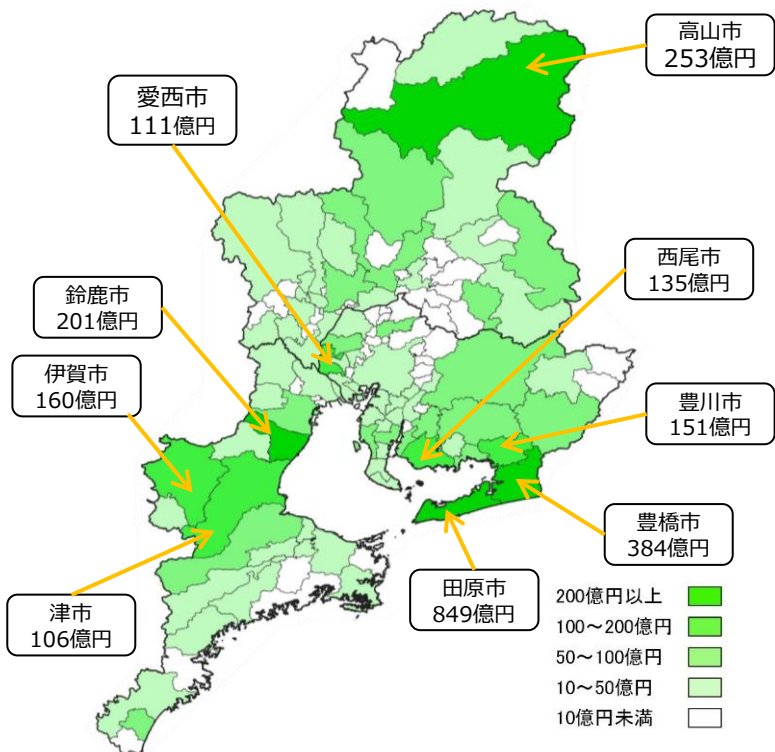 高山市
253億円
愛西市
111億円
西尾市
135億円
鈴鹿市
201億円
伊賀市
160億円
豊川市
151億円
豊橋市
384億円
田原市
849億円
津市
106億円
200億円以上
100～200億円
50～100億円
10～50億円
10億円未満